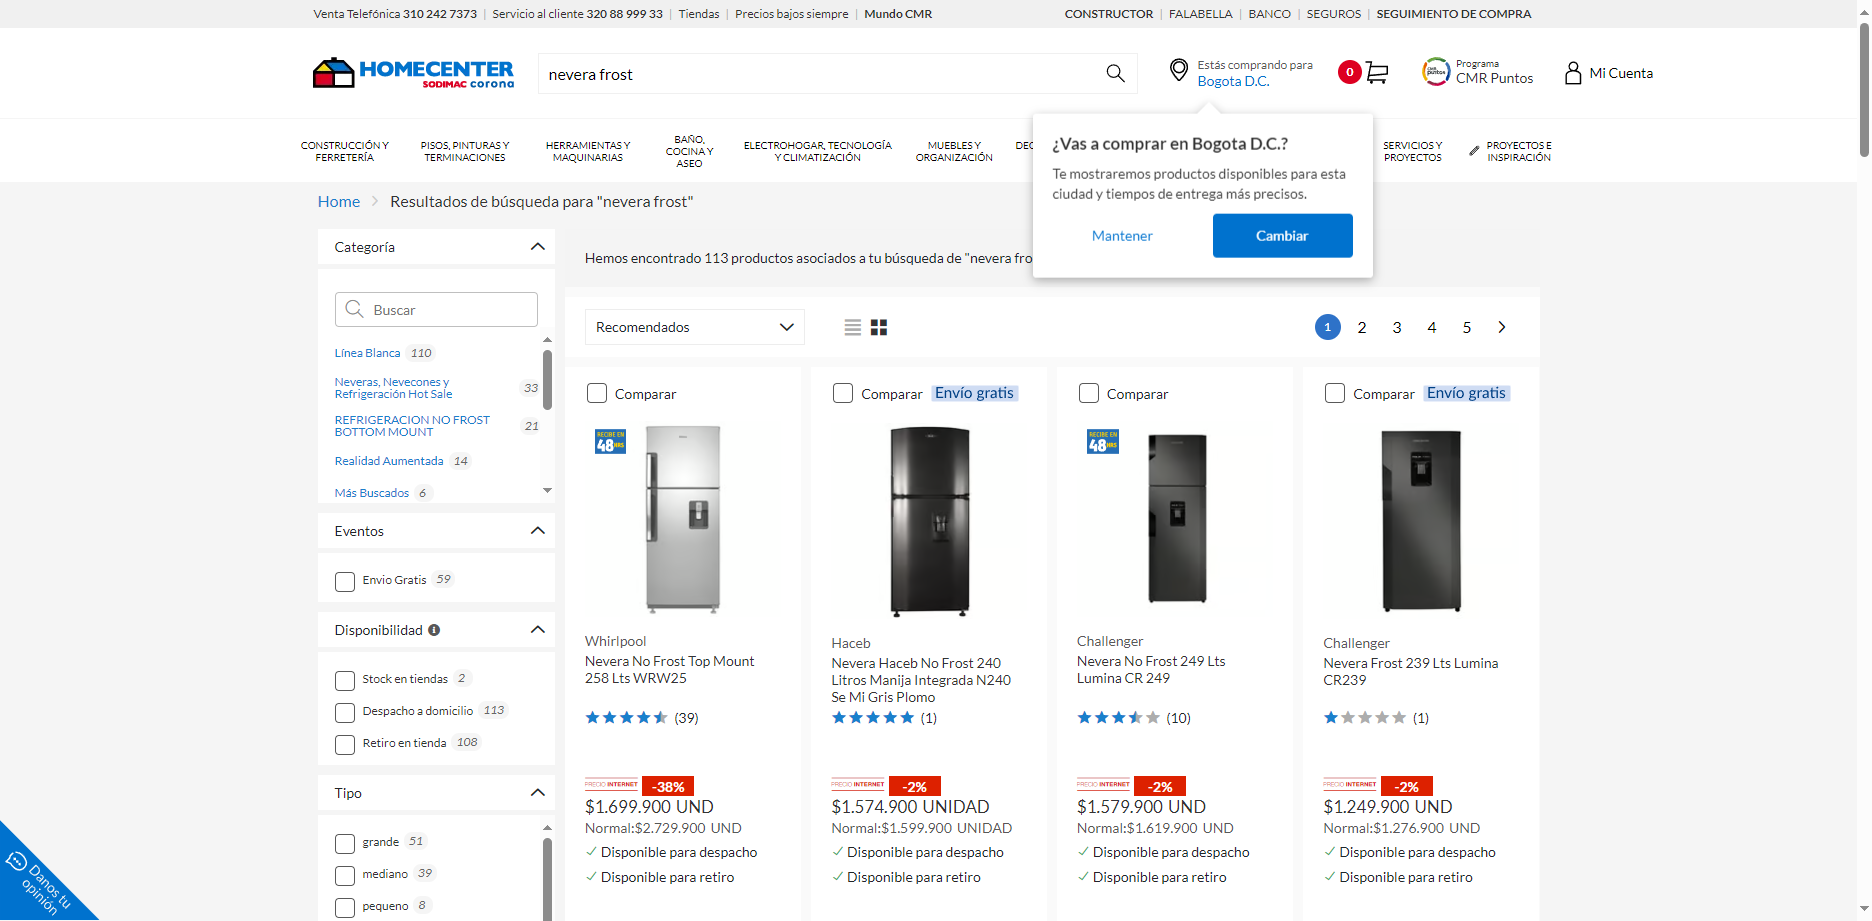 Venta Telefónica 310 242 7373 | Servicio al cliente 320 88 999 33 | Tiendas | Precios bajos siempre | Mundo CMR
CONSTRUCTOR | FALABELLA | BANCO | SEGUROS | SEGUIMIENTO DE COMPRA
HOMECENTER
SODIMAC corona
nevera frost
Estás comprando para
Bogota D.C.
0
CMR puntos
Programa
CMR Puntos
Mi Cuenta
CONSTRUCCIÓN Y
FERRETERÍA
PISOS, PINTURAS Y
TERMINACIONES
HERRAMIENTAS Y
MAQUINARIAS
BAÑO,
COCINA Y
ASEO
ELECTROHOGAR, TECNOLOGÍA
Y CLIMATIZACIÓN
MUEBLES Y
ORGANIZACIÓN
DEC
SERVICIOS Y
PROYECTOS
PROYECTOS E
INSPIRACIÓN
¿Vas a comprar en Bogota D.C.?
Te mostraremos productos disponibles para esta
ciudad y tiempos de entrega más precisos.
Mantener
Cambiar
Home > Resultados de búsqueda para "nevera frost"
Categoría
Buscar
Línea Blanca 110
Neveras, Nevecones y
Refrigeración Hot Sale 33
REFRIGERACION NO FROST
BOTTOM MOUNT 21
Realidad Aumentada 14
Más Buscados 6
Eventos
Envio Gratis 59
Disponibilidad
Stock en tiendas 2
Despacho a domicilio 113
Retiro en tienda 108
Tipo
grande 51
mediano 39
pequeno 8
Danos tu
opinión
Hemos encontrado 113 productos asociados a tu búsqueda de "nevera fro
Recomendados
1 2 3 4 5
Comparar
RECIBE EN
48HRS
Whirlpool
Nevera No Frost Top Mount
258 Lts WRW25
(39)
PRECIO INTERNET -38%
$1.699.900 UND
Normal:$2.729.900 UND
Disponible para despacho
Disponible para retiro
Comparar Envío gratis
Haceb
Nevera Haceb No Frost 240
Litros Manija Integrada N240
Se Mi Gris Plomo
(1)
PRECIO INTERNET -2%
$1.574.900 UNIDAD
Normal:$1.599.900 UNIDAD
Disponible para despacho
Disponible para retiro
Comparar
RECIBE EN
48HRS
Challenger
Nevera No Frost 249 Lts
Lumina CR 249
(10)
PRECIO INTERNET -2%
$1.579.900 UND
Normal:$1.619.900 UND
Disponible para despacho
Disponible para retiro
Comparar Envío gratis
Challenger
Nevera Frost 239 Lts Lumina
CR239
(1)
PRECIO INTERNET -2%
$1.249.900 UND
Normal:$1.276.900 UND
Disponible para despacho
Disponible para retiro